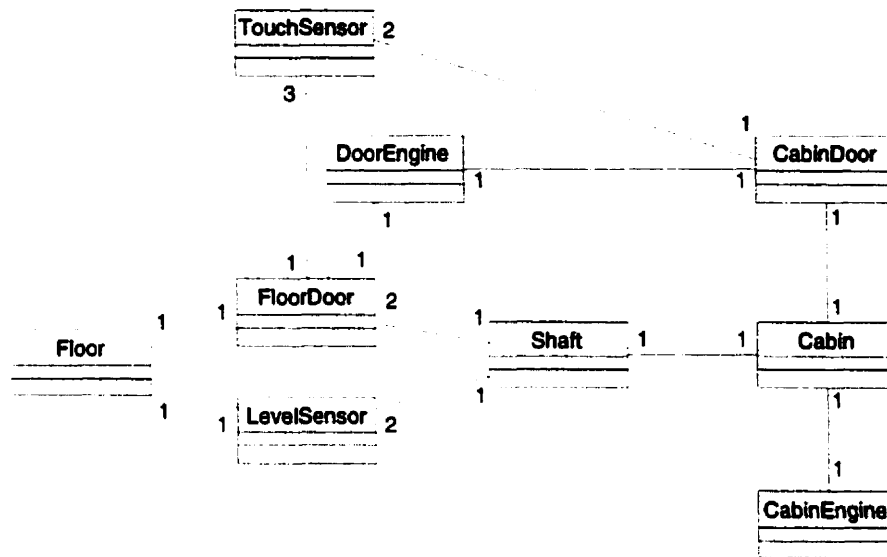 TouchSensor 2
3
1
DoorEngine CabinDoor
1 1
1 1
1 1
1 FloorDoor 2
1 1 1
Floor Shaft 1 1 Cabin
1 1 1
1 LevelSensor 2
1
CabinEngine